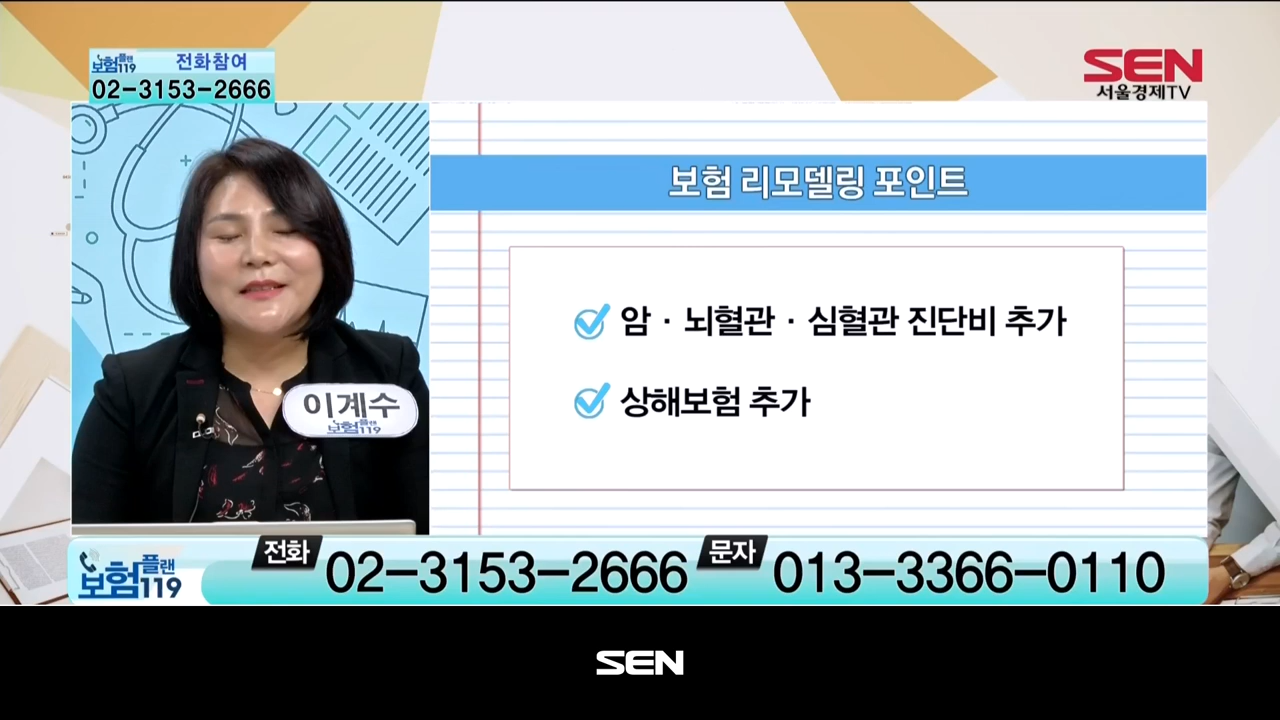 보험플랜119 전화참여
02-3153-2666
SEN
서울경제TV
보험 리모델링 포인트
암 · 뇌혈관 · 심혈관 진단비 추가
상해보험 추가
이계수
보험플랜119
보험플랜119 전화 02-3153-2666 문자 013-3366-0110
SEN